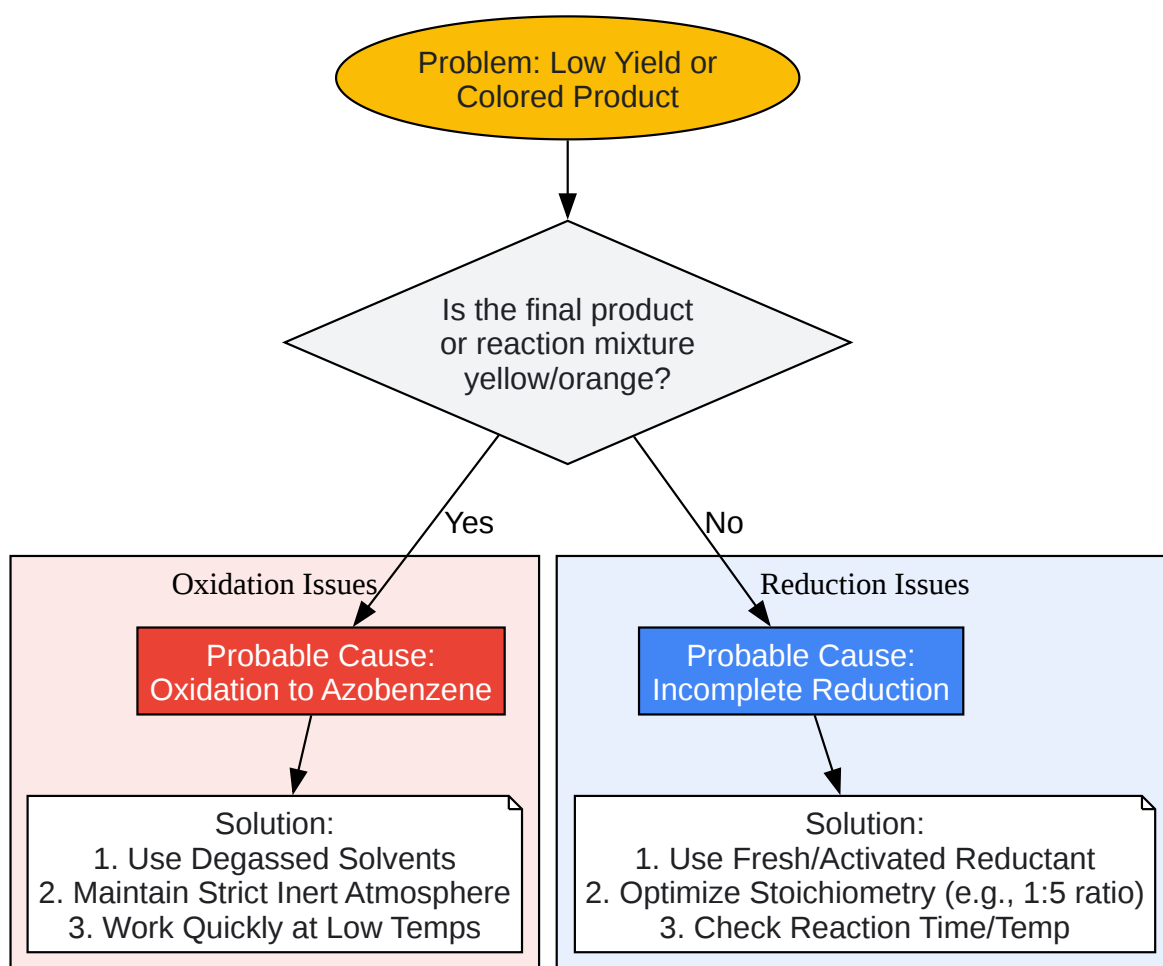 Problem: Low Yield or
Colored Product
Is the final product
or reaction mixture
yellow/orange?
Yes
No
Oxidation Issues
Probable Cause:
Oxidation to Azobenzene
Solution:
1. Use Degassed Solvents
2. Maintain Strict Inert Atmosphere
3. Work Quickly at Low Temps
Reduction Issues
Probable Cause:
Incomplete Reduction
Solution:
1. Use Fresh/Activated Reductant
2. Optimize Stoichiometry (e.g., 1:5 ratio)
3. Check Reaction Time/Temp